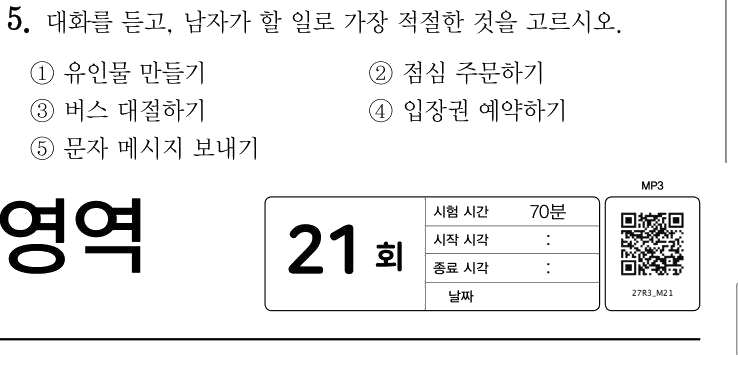 5. 대화를 듣고, 남자가 할 일로 가장 적절한 것을 고르시오.
① 유인물 만들기 ② 점심 주문하기
③ 버스 대절하기 ④ 입장권 예약하기
⑤ 문자 메시지 보내기
영역
21 회
시험 시간 70분
시작 시각 :
종료 시각 :
날짜
MP3
27R3_M21